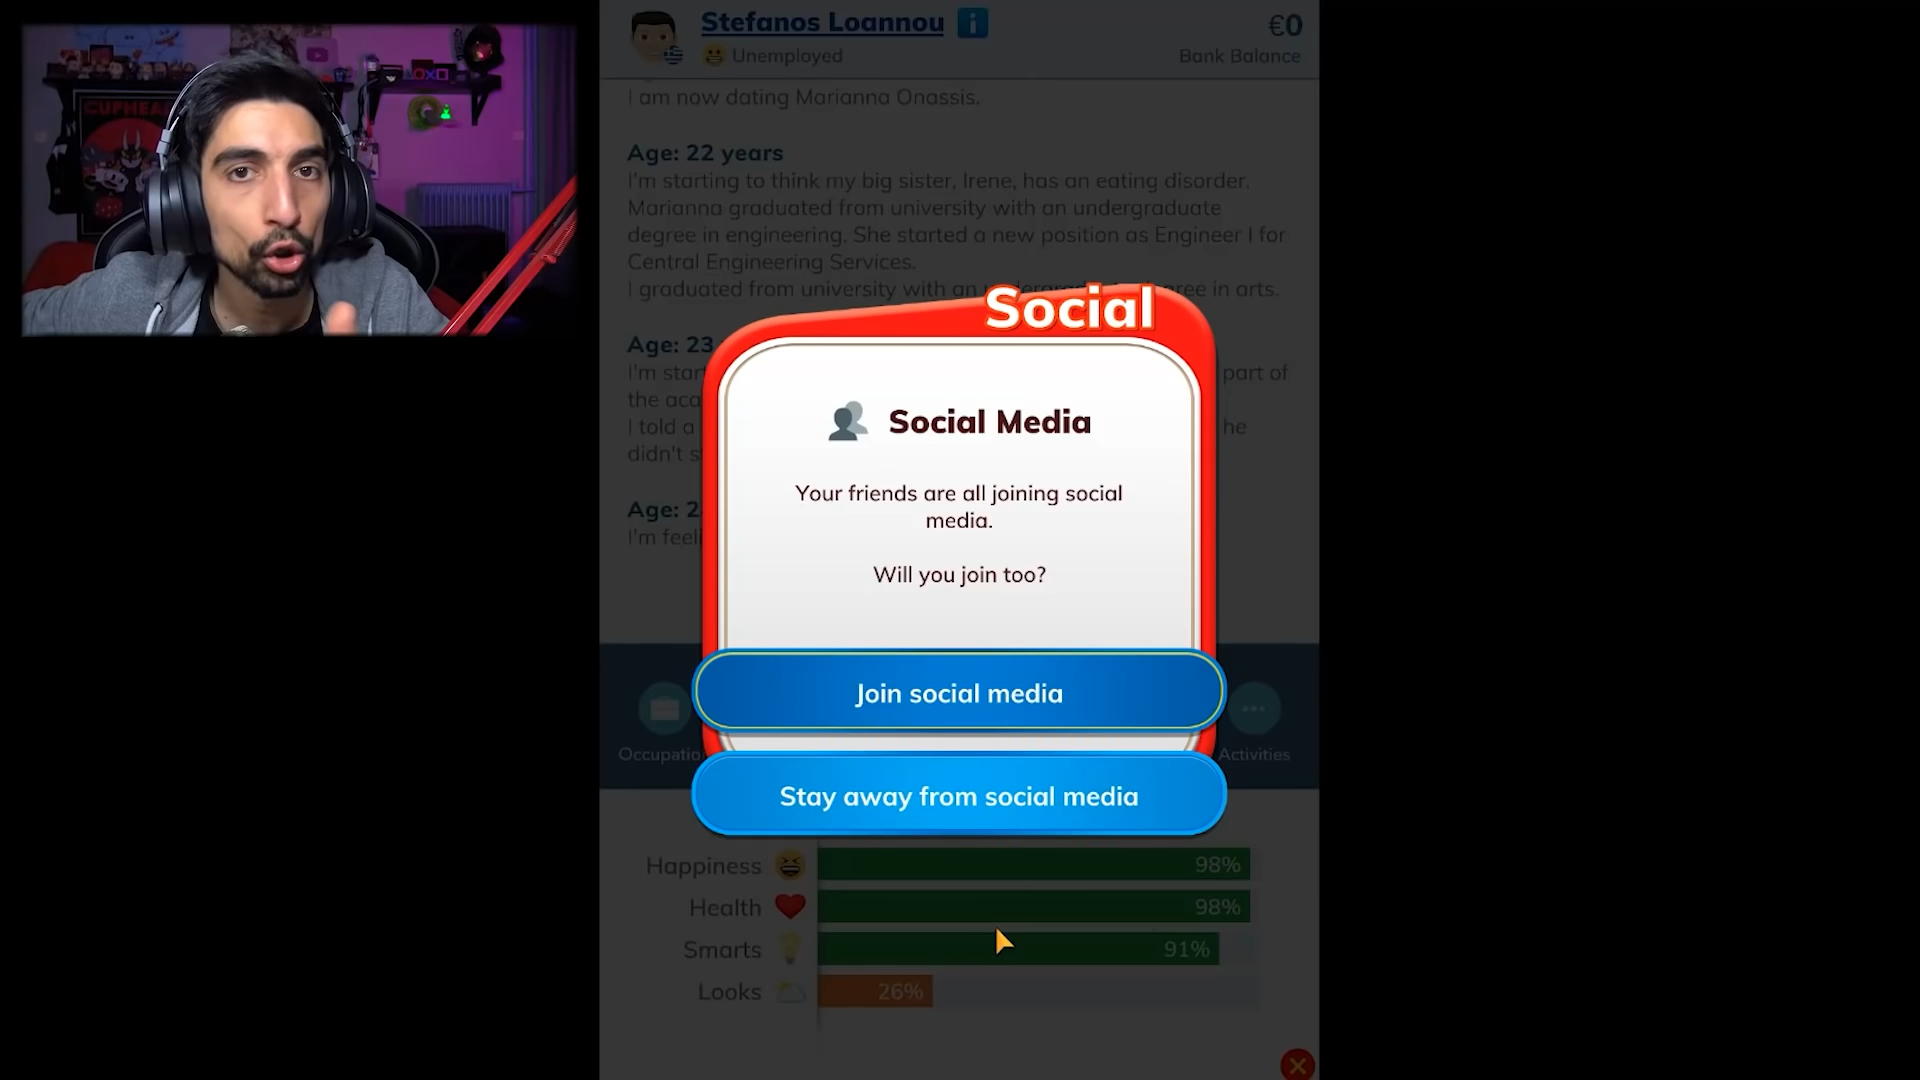 Stefanos Loannou
Unemployed
€0
Bank Balance
I am now dating Marianna Onassis.
Age: 22 years
I'm starting to think my big sister, Irene, has an eating disorder.
Marianna graduated from university with an undergraduate
degree in engineering. She started a new position as Engineer I for
Central Engineering Services.
I graduated from university with an in arts.
Age: 23
part of
the
I told a he
didn't
Age:
I'm
Social
Social Media
Your friends are all joining social
media.
Will you join too?
Join social media
Stay away from social media
Activities
Happiness 98%
Health 98%
Smarts 91%
Looks 26%
CUPHEA